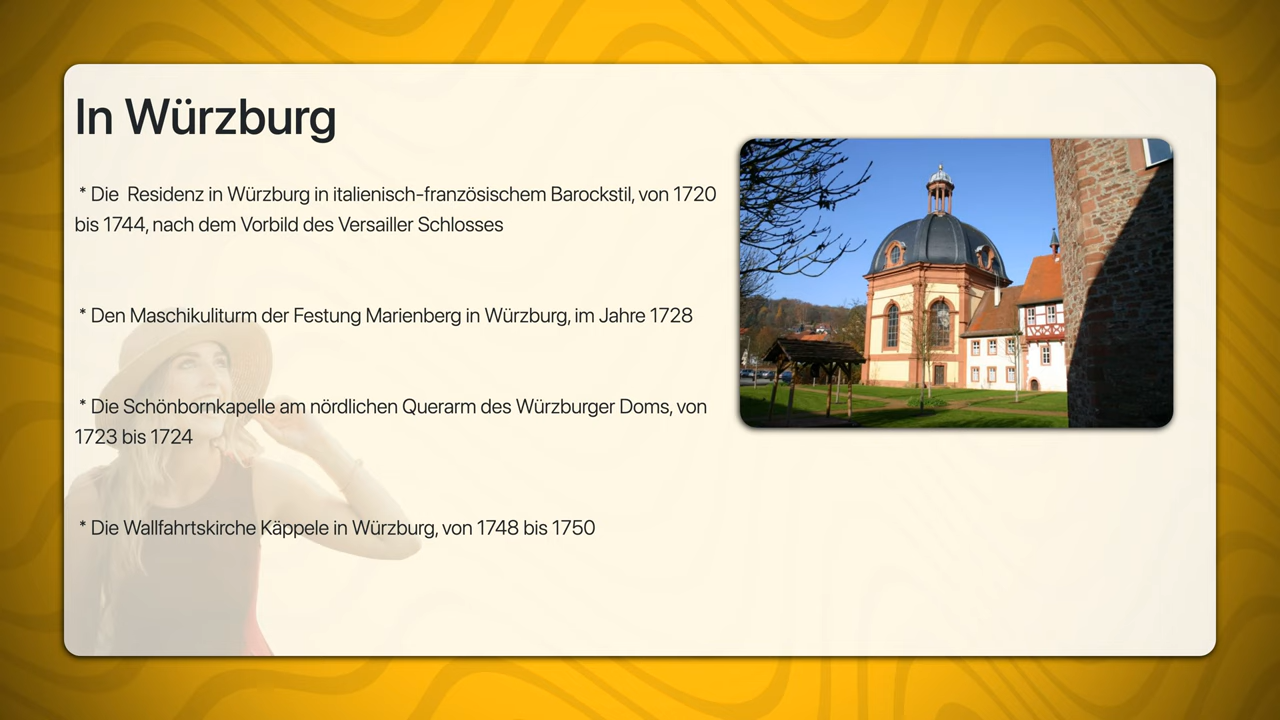 In Würzburg
* Die  Residenz in Würzburg in italienisch-französischem Barockstil, von 1720
bis 1744, nach dem Vorbild des Versailler Schlosses
* Den Maschikuliturm der Festung Marienberg in Würzburg, im Jahre 1728
* Die Schönbornkapelle am nördlichen Querarm des Würzburger Doms, von
1723 bis 1724
* Die Wallfahrtskirche Käppele in Würzburg, von 1748 bis 1750